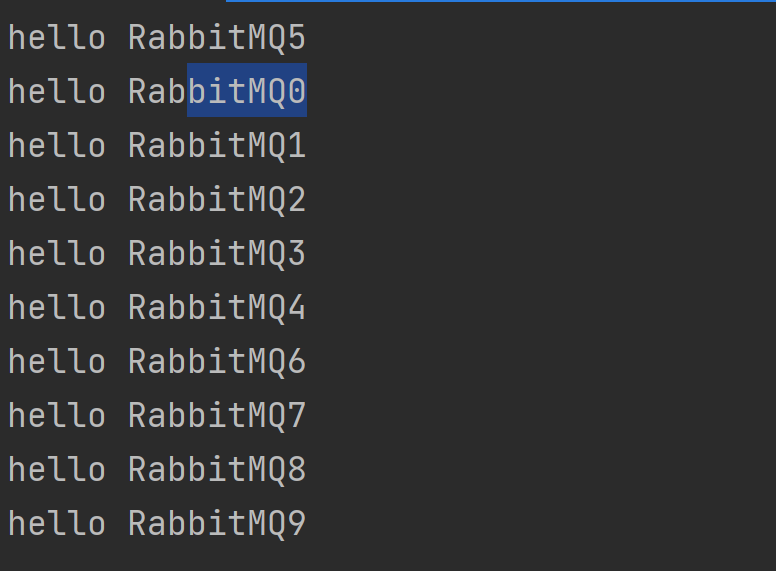 hello RabbitMQ5
hello RabbitMQ0
hello RabbitMQ1
hello RabbitMQ2
hello RabbitMQ3
hello RabbitMQ4
hello RabbitMQ6
hello RabbitMQ7
hello RabbitMQ8
hello RabbitMQ9